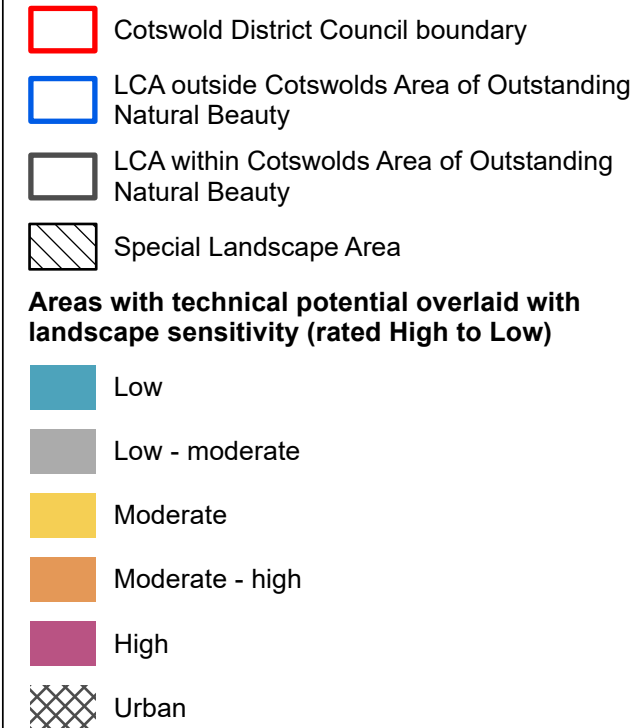 Cotswold District Council boundary
LCA outside Cotswolds Area of Outstanding
Natural Beauty
LCA within Cotswolds Area of Outstanding
Natural Beauty
Special Landscape Area
Areas with technical potential overlaid with
landscape sensitivity (rated High to Low)
Low
Low - moderate
Moderate
Moderate - high
High
Urban